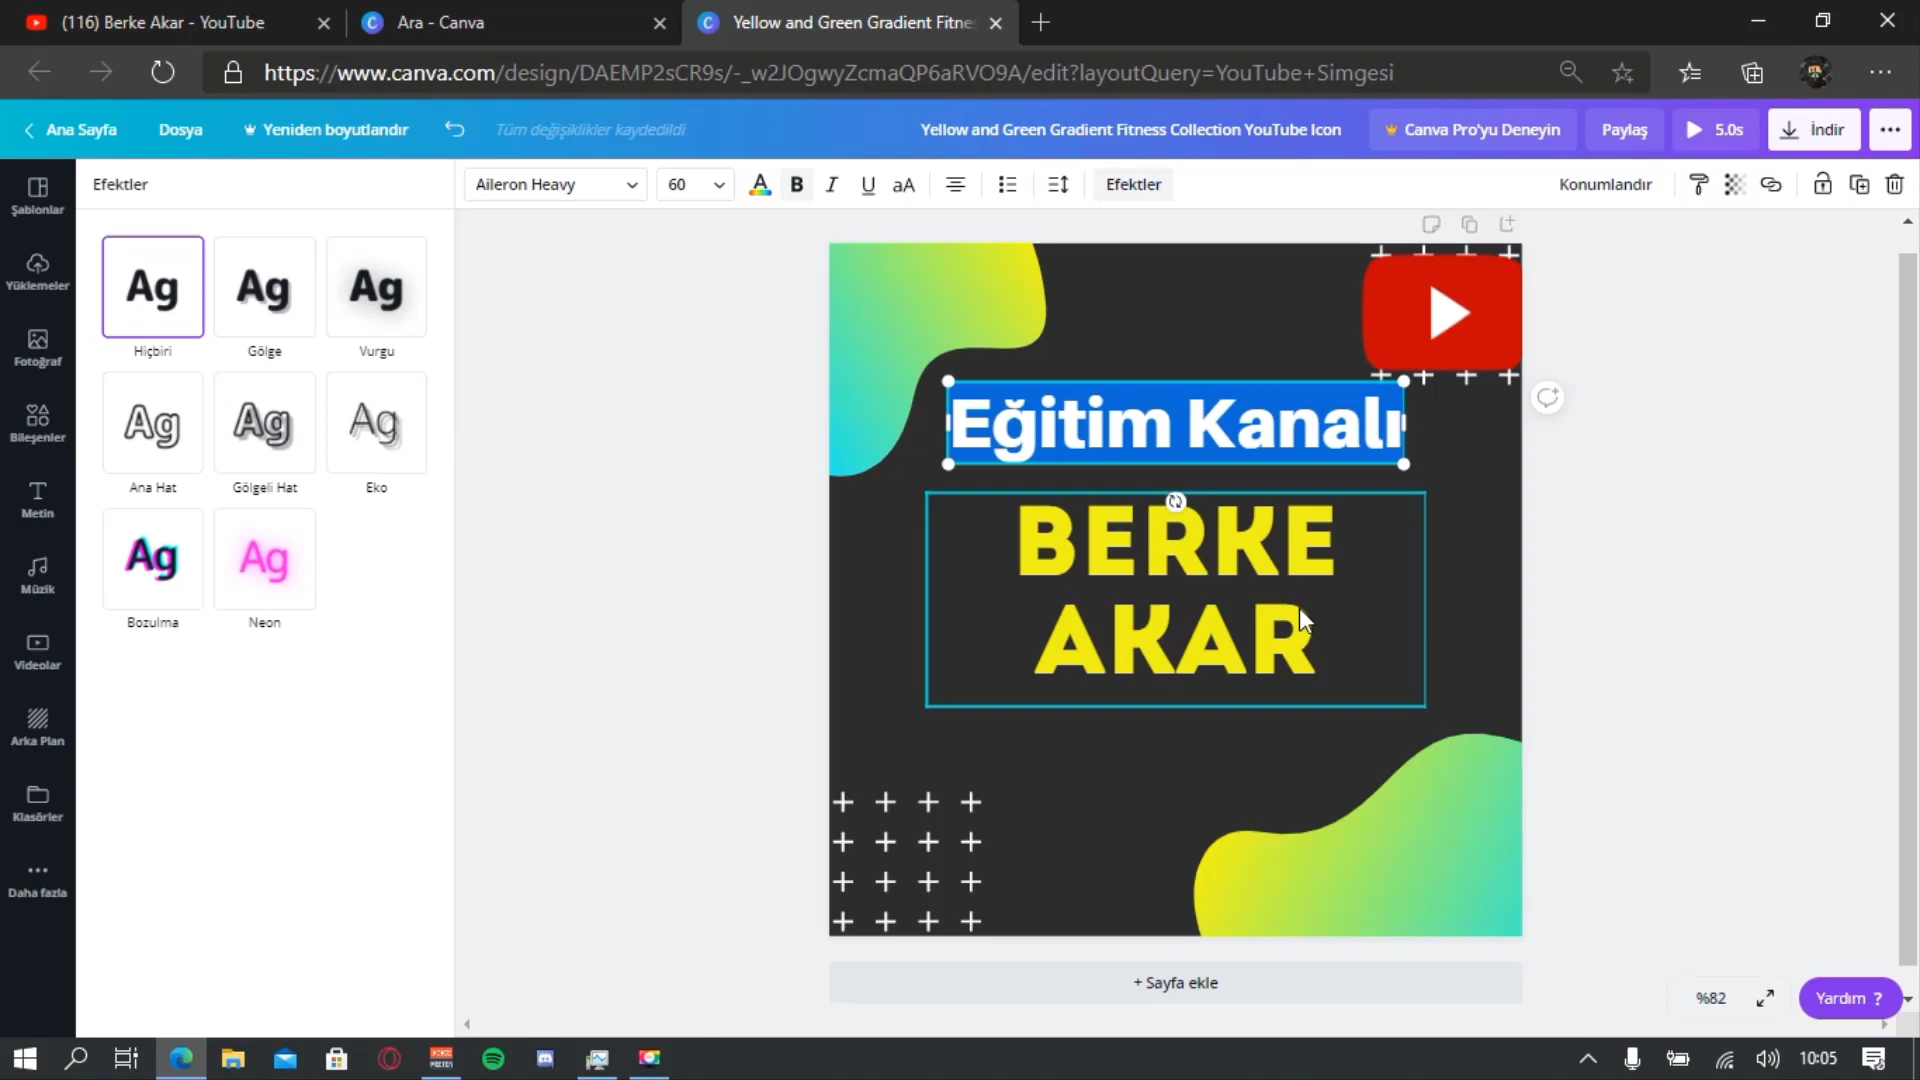 (116) Berke Akar - YouTube
Ara - Canva
Yellow and Green Gradient Fitne
https://www.canva.com/design/DAEMP2sCR9s/-_w2JOgwyZcmaQP6aRVO9A/edit?layoutQuery=YouTube+Simgesi
Ana Sayfa
Dosya
Yeniden boyutlandır
Tüm değişiklikler kaydedildi
Yellow and Green Gradient Fitness Collection YouTube Icon
Canva Pro'yu Deneyin
Paylaş
5.0s
İndir
Efektler
Aileron Heavy
60
A
B
I
U
aA
Efektler
Konumlandır
Şablonlar
Yüklemeler
Fotoğraf
Bileşenler
Metin
Müzik
Videolar
Arka Plan
Klasörler
Daha fazla
Ag Ag Ag
Hiçbiri Gölge Vurgu
Ag Ag Ag
Ana Hat Gölgeli Hat Eko
Ag Ag
Bozulma Neon
Eğitim Kanalı
BERKE
AKAR
+ Sayfa ekle
%82
Yardım ?
10:05